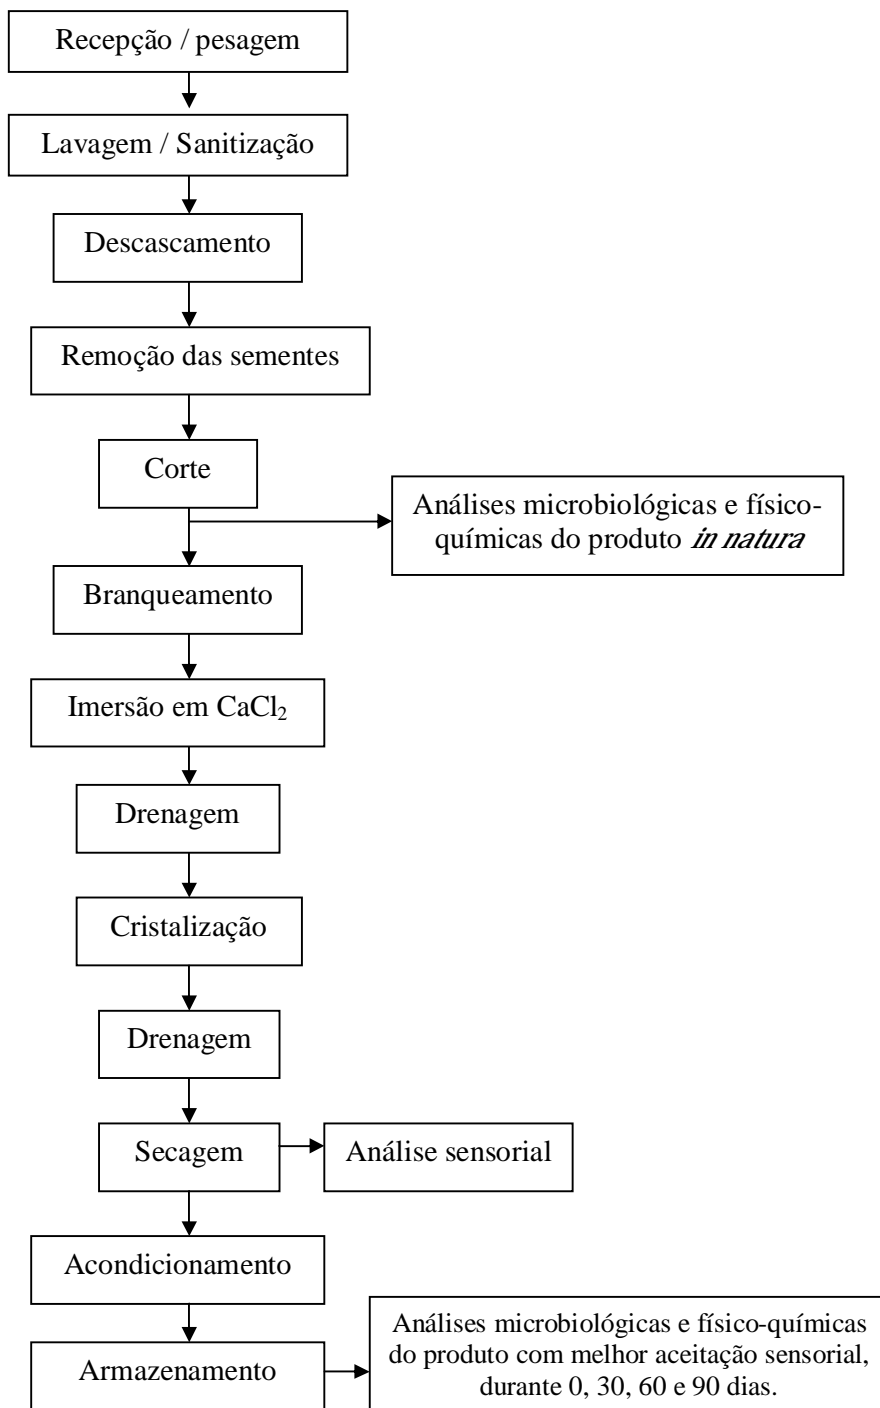 Recepção / pesagem
Lavagem / Sanitização
Descascamento
Remoção das sementes
Corte
Análises microbiológicas e físico-
químicas do produto in natura
Branqueamento
Imersão em CaCl₂
Drenagem
Cristalização
Drenagem
Secagem
Análise sensorial
Acondicionamento
Armazenamento
Análises microbiológicas e físico-químicas
do produto com melhor aceitação sensorial,
durante 0, 30, 60 e 90 dias.